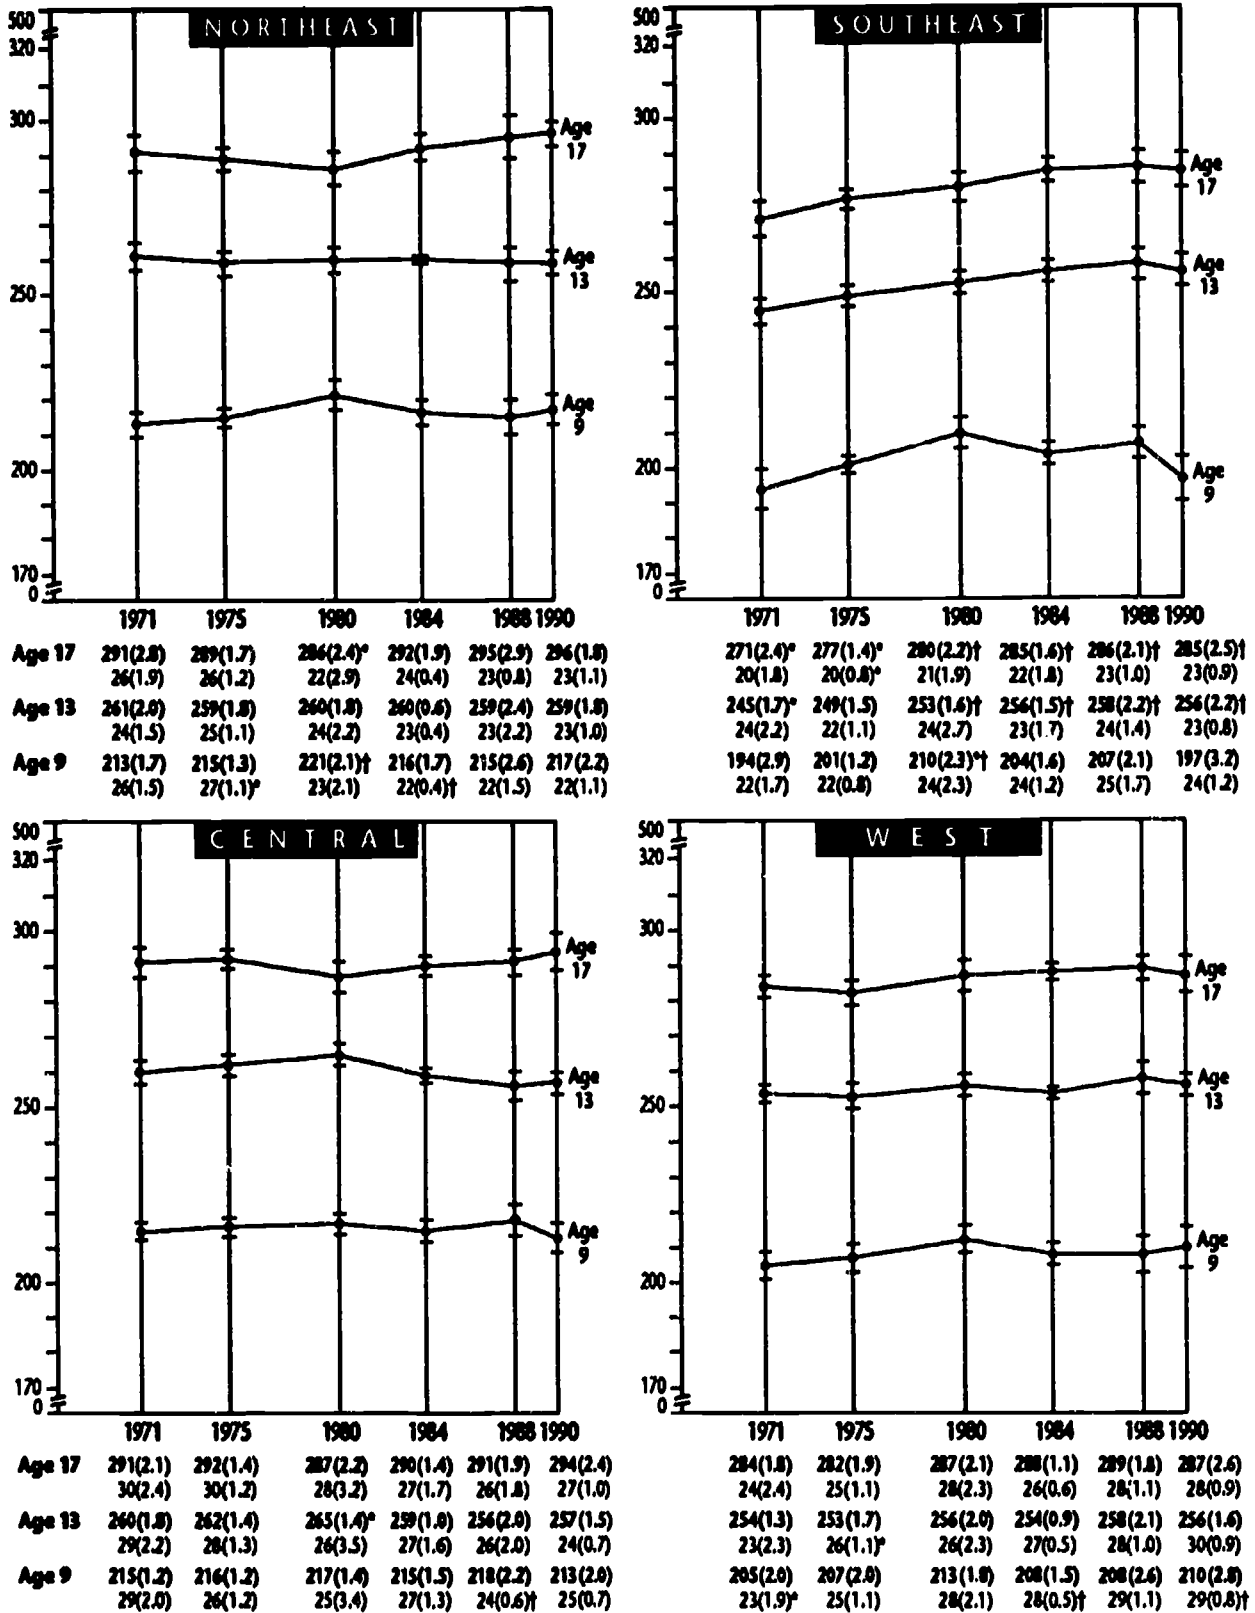 NORTHEAST
500
320
300
250
200
170
0
Age
17
Age
13
Age
9
1971 1975 1980 1984 1988 1990
Age 17 291(2.8) 289(1.7) 286(2.4)* 292(1.9) 295(2.9) 296(1.8)
26(1.9) 26(1.2) 22(2.9) 24(0.4) 23(0.8) 23(1.1)
Age 13 261(2.0) 259(1.8) 260(1.8) 260(0.6) 259(2.4) 259(1.8)
24(1.5) 25(1.1) 24(2.2) 23(0.4) 23(2.2) 23(1.0)
Age 9 213(1.7) 215(1.3) 221(2.1)† 216(1.7) 215(2.6) 217(2.2)
26(1.5) 27(1.1)* 23(2.1) 22(0.4)† 22(1.5) 22(1.1)
SOUTHEAST
500
320
300
250
200
170
0
Age
17
Age
13
Age
9
1971 1975 1980 1984 1988 1990
271(2.4)* 277(1.4)* 280(2.2)† 285(1.6)† 286(2.1)† 285(2.5)†
20(1.8) 20(0.8)* 21(1.9) 22(1.8) 23(1.0) 23(0.9)
245(1.7)* 249(1.5) 253(1.6)† 256(1.5)† 258(2.2)† 256(2.2)†
24(2.2) 22(1.1) 24(2.7) 23(1.7) 24(1.4) 23(0.8)
194(2.9) 201(1.2) 210(2.3)*† 204(1.6) 207(2.1) 197(3.2)
22(1.7) 22(0.8) 24(2.3) 24(1.2) 25(1.7) 24(1.2)
CENTRAL
500
320
300
250
200
170
0
Age
17
Age
13
Age
9
1971 1975 1980 1984 1988 1990
Age 17 291(2.1) 292(1.4) 287(2.2) 290(1.4) 291(1.9) 294(2.4)
30(2.4) 30(1.2) 28(3.2) 27(1.7) 26(1.8) 27(1.0)
Age 13 260(1.8) 262(1.4) 265(1.4)* 259(1.0) 256(2.0) 257(1.5)
29(2.2) 28(1.3) 26(3.5) 27(1.6) 26(2.0) 24(0.7)
Age 9 215(1.2) 216(1.2) 217(1.4) 215(1.5) 218(2.2) 213(2.0)
29(2.0) 26(1.2) 25(3.4) 27(1.3) 24(0.6)† 25(0.7)
WEST
500
320
300
250
200
170
0
Age
17
Age
13
Age
9
1971 1975 1980 1984 1988 1990
284(1.8) 282(1.9) 287(2.1) 288(1.1) 289(1.8) 287(2.6)
24(2.4) 25(1.1) 28(2.3) 26(0.6) 28(1.1) 28(0.9)
254(1.3) 253(1.7) 256(2.0) 254(0.9) 258(2.1) 256(1.6)
23(2.3) 26(1.1)* 26(2.3) 27(0.5) 28(1.0) 30(0.9)
205(2.0) 207(2.0) 213(1.8) 208(1.5) 208(2.6) 210(2.8)
23(1.9)* 25(1.1) 28(2.1) 28(0.5)† 29(1.1) 29(0.8)†